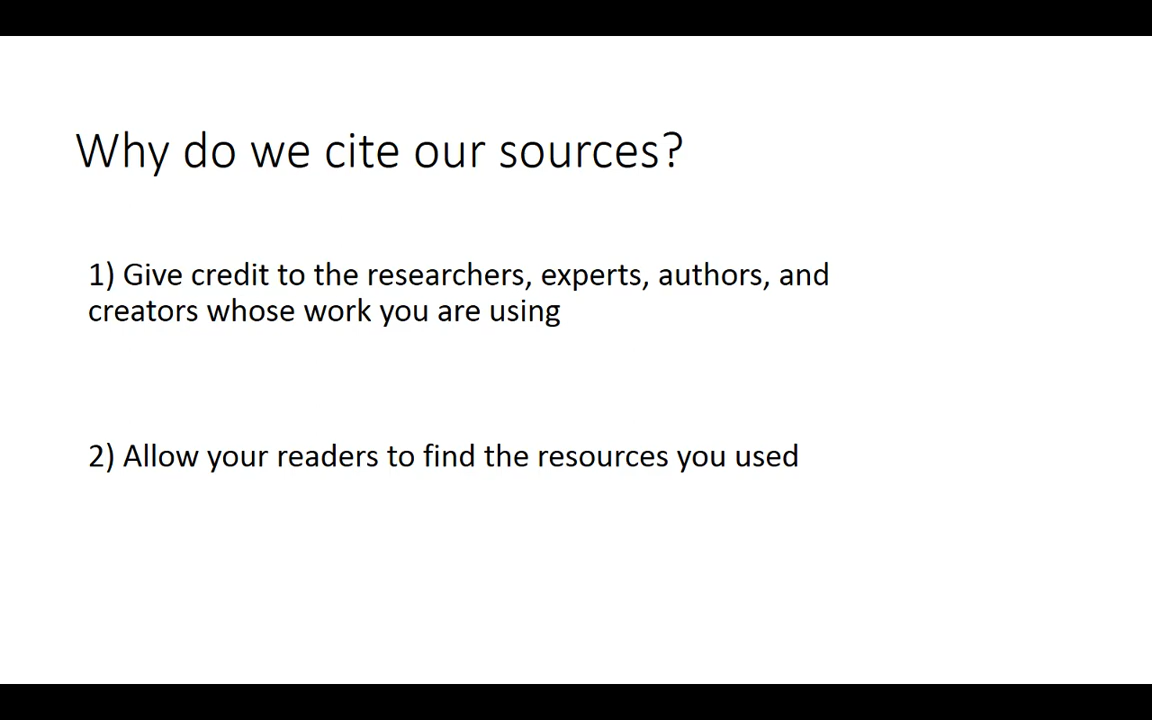 Why do we cite our sources?
1) Give credit to the researchers, experts, authors, and
creators whose work you are using
2) Allow your readers to find the resources you used